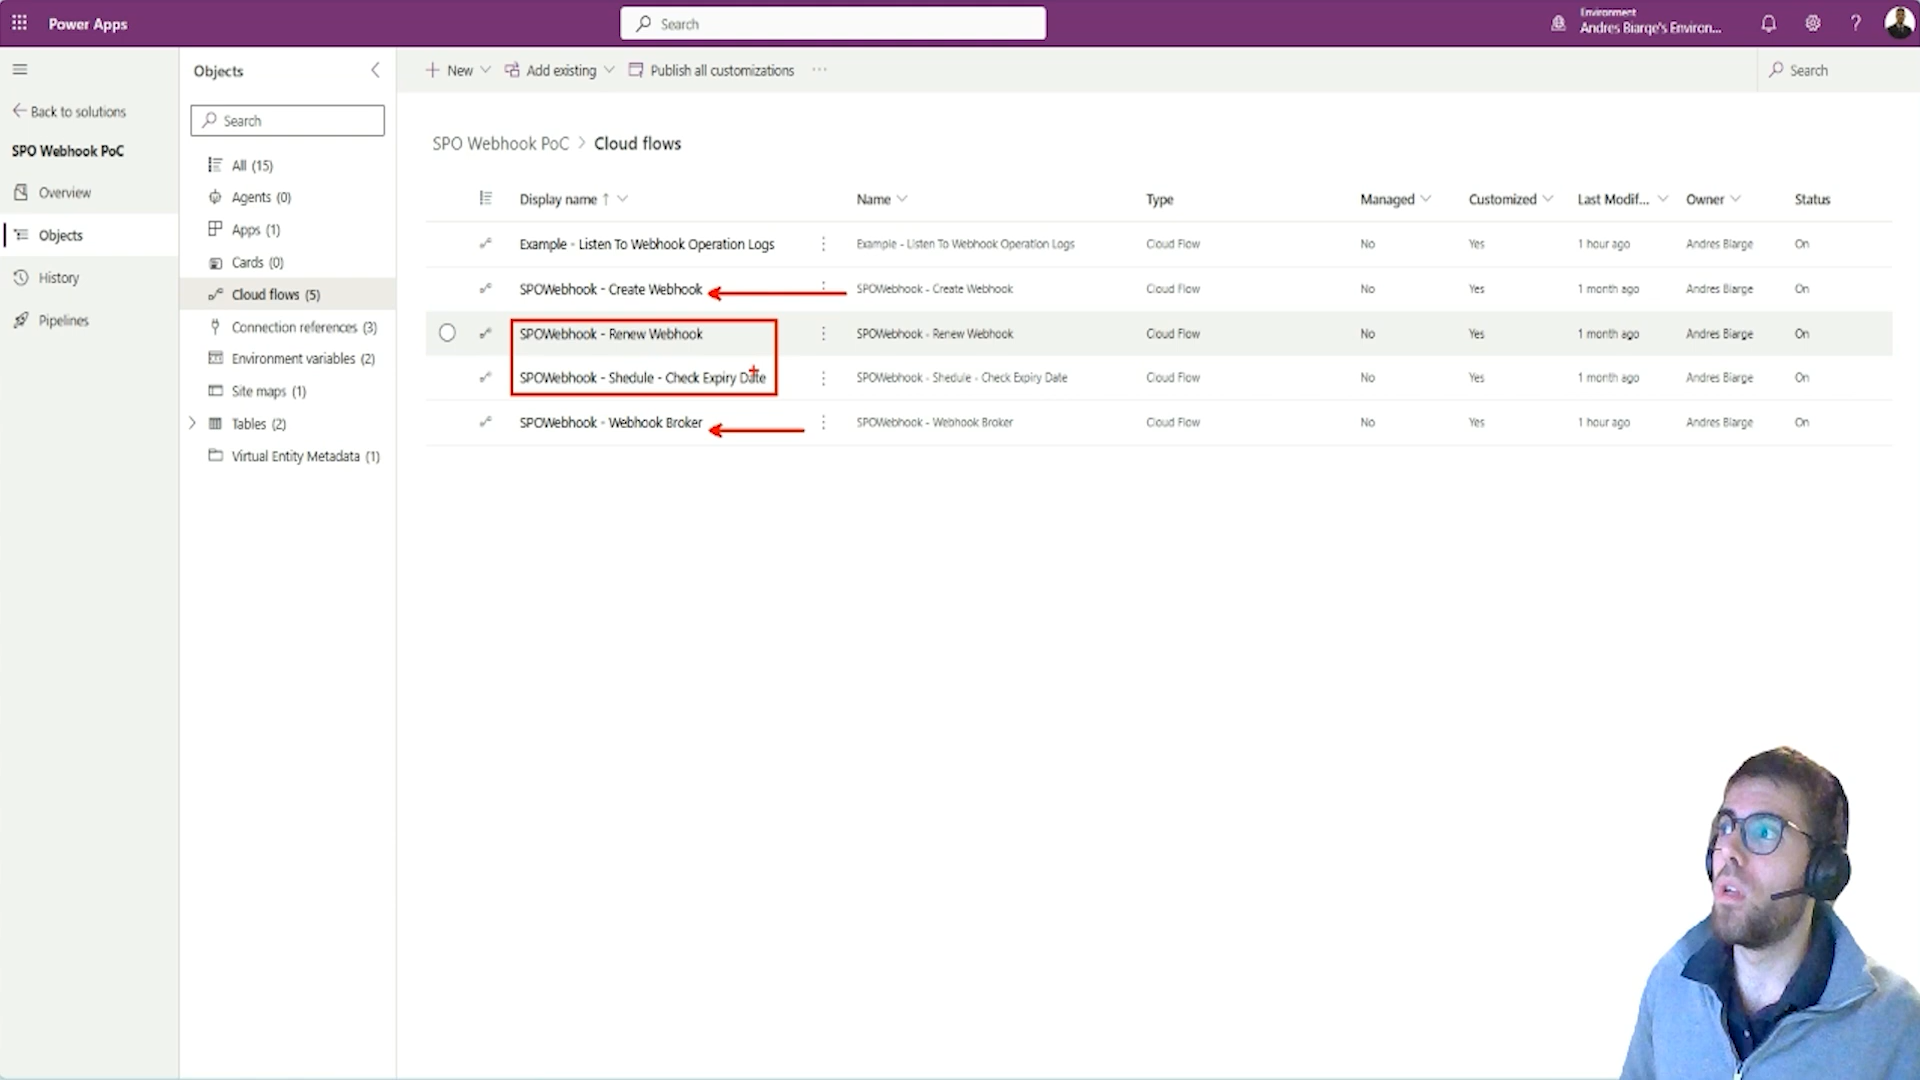 Power Apps
Search
Environment
Andres Biarge's Environ...
?
Back to solutions
SPO Webhook PoC
Overview
Objects
History
Pipelines
Objects
Search
All (15)
Agents (0)
Apps (1)
Cards (0)
Cloud flows (5)
Connection references (3)
Environment variables (2)
Site maps (1)
Tables (2)
Virtual Entity Metadata (1)
New Add existing Publish all customizations ... Search
SPO Webhook PoC > Cloud flows
Display name ↑ Name Type Managed Customized Last Modif... Owner Status
Example - Listen To Webhook Operation Logs Example - Listen To Webhook Operation Logs Cloud Flow No Yes 1 hour ago Andres Biarge On
SPOWebhook - Create Webhook SPOWebhook - Create Webhook Cloud Flow No Yes 1 month ago Andres Biarge On
SPOWebhook - Renew Webhook SPOWebhook - Renew Webhook Cloud Flow No Yes 1 month ago Andres Biarge On
SPOWebhook - Shedule - Check Expiry Date SPOWebhook - Shedule - Check Expiry Date Cloud Flow No Yes 1 month ago Andres Biarge On
SPOWebhook - Webhook Broker SPOWebhook - Webhook Broker Cloud Flow No Yes 1 hour ago Andres Biarge On